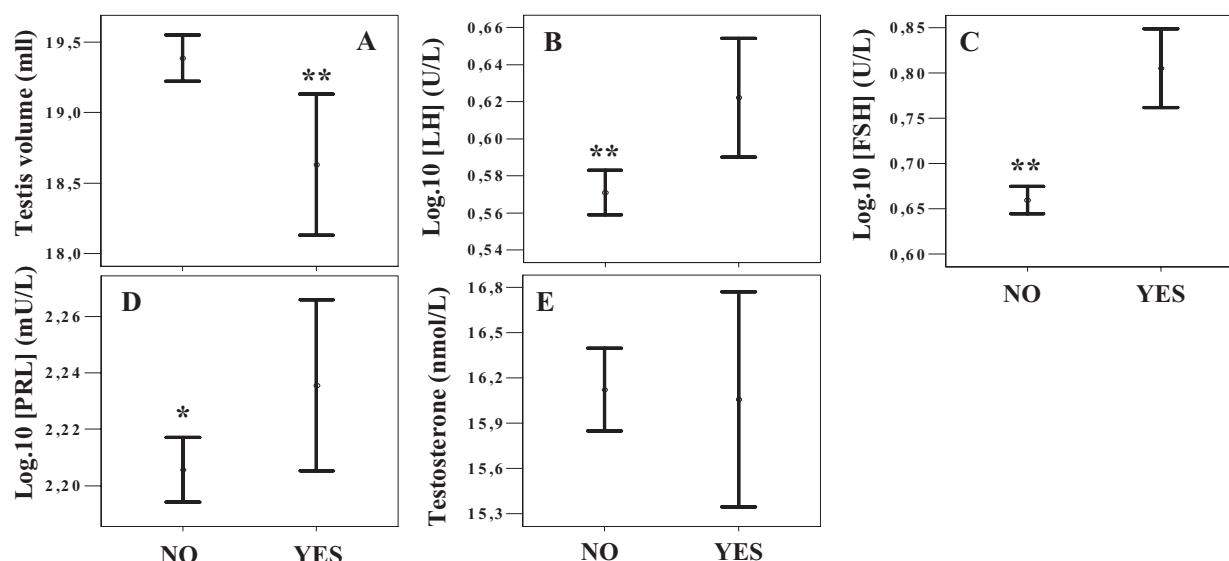 Testis volume (mll)
19,5
19,0
18,5
18,0
A
**
Log.10 [LH] (U/L)
0,66
0,64
0,62
0,60
0,58
0,56
0,54
B
**
Log.10 [FSH] (U/L)
0,85
0,80
0,75
0,70
0,65
0,60
C
**
NO YES
Log.10 [PRL] (mU/L)
2,26
2,24
2,22
2,20
D
*
NO YES
Testosterone (nmol/L)
16,8
16,5
16,2
15,9
15,6
15,3
E
NO YES